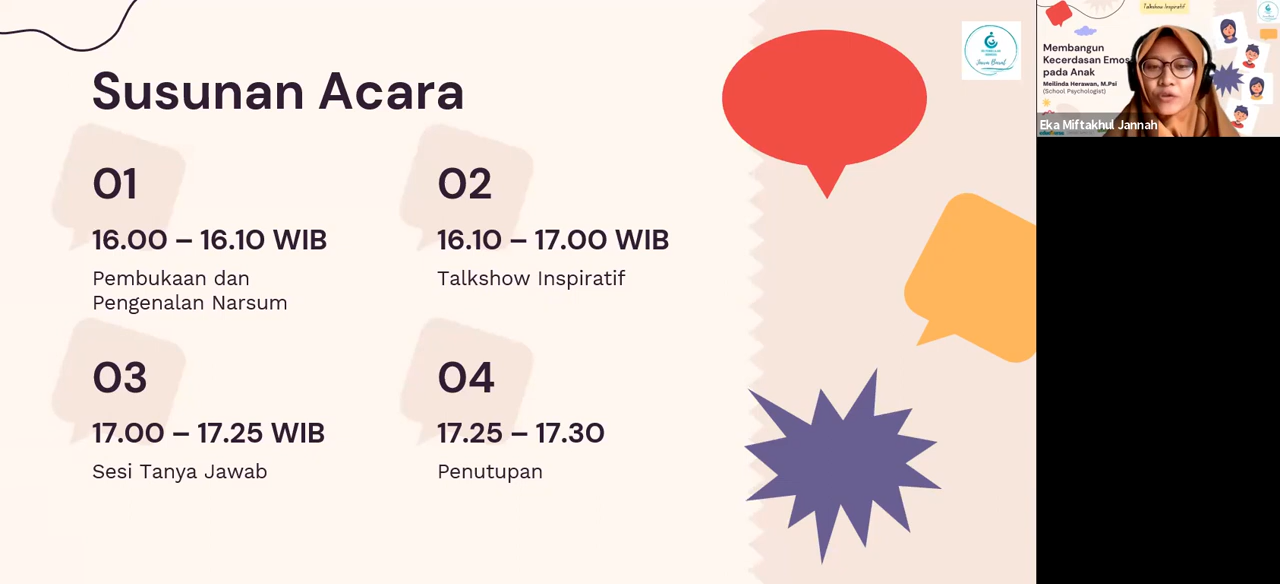 Susunan Acara
01
16.00 – 16.10 WIB
Pembukaan dan
Pengenalan Narsum
02
16.10 – 17.00 WIB
Talkshow Inspiratif
03
17.00 – 17.25 WIB
Sesi Tanya Jawab
04
17.25 – 17.30
Penutupan
Jawa Barat
Talkshow Inspiratif
Membangun
Kecerdasan Emos
pada Anak
Meilinda Herawan, M.Psi
(School Psychologist)
Eka Miftakhul Jannah